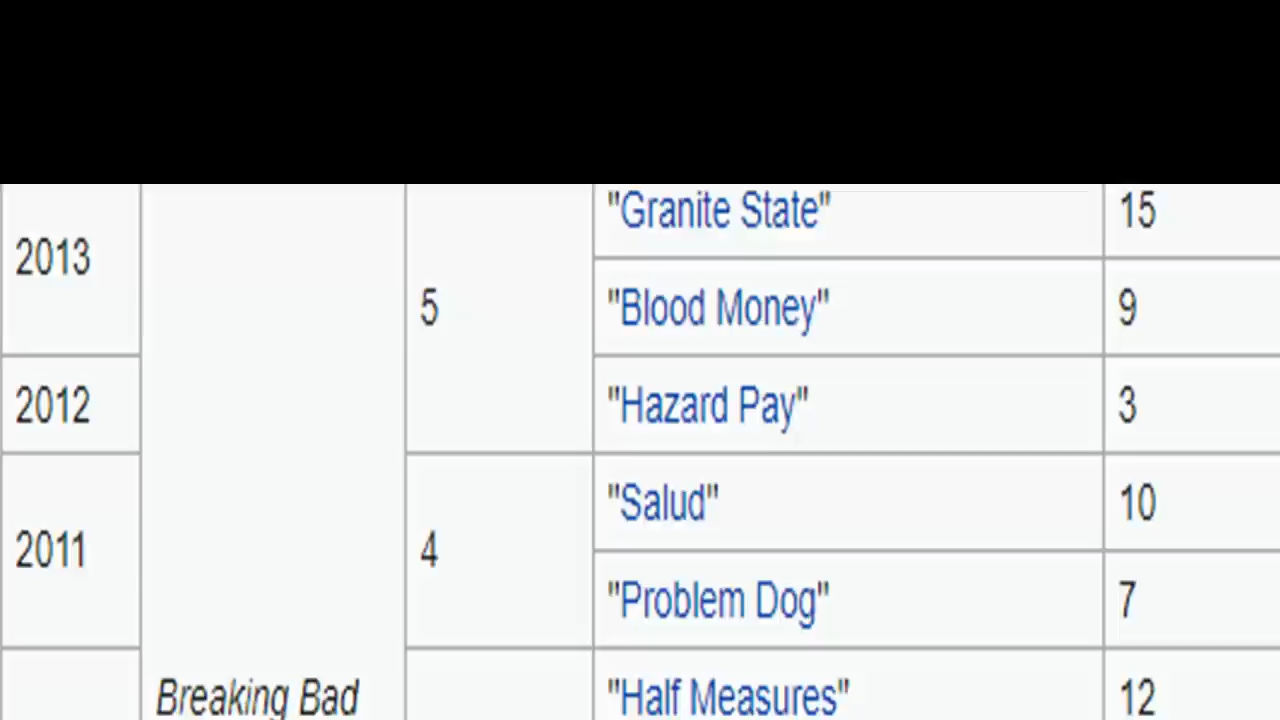 "Granite State" 15
2013
5 "Blood Money" 9
2012 "Hazard Pay" 3
"Salud" 10
2011 4
"Problem Dog" 7
Breaking Bad "Half Measures" 12